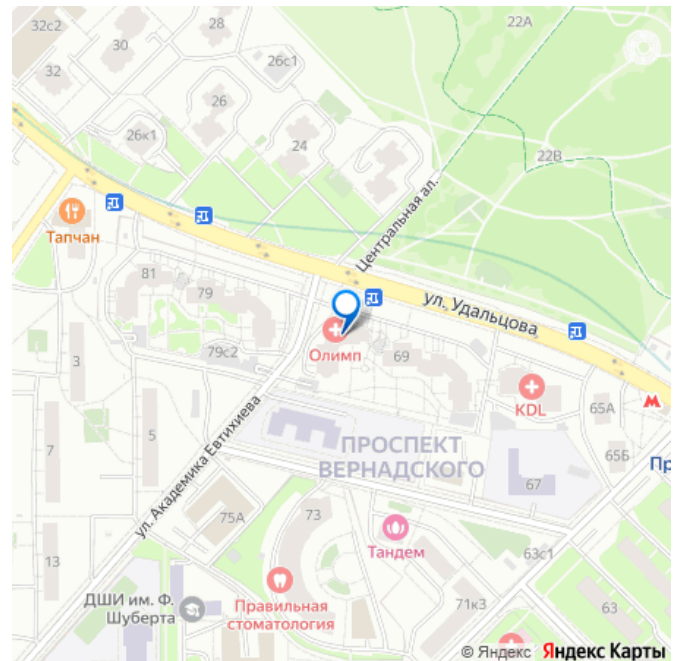 22А
32с2
28
30
26с1
32
26
22В
26к1
24
Центральная ал.
Тапчан
81
79
ул. Удальцова
Олимп
79с2
69
3
KDL
65А
ул. Академика Евтихиева
5
ПРОСПЕКТ
ВЕРНАДСКОГО
7
65Б
Пр
67
75А
73
Тандем
63с1
13
ДШИ им. Ф.
Шуберта
Правильная
стоматология
71к3
63
© Яндекс Яндекс Карты